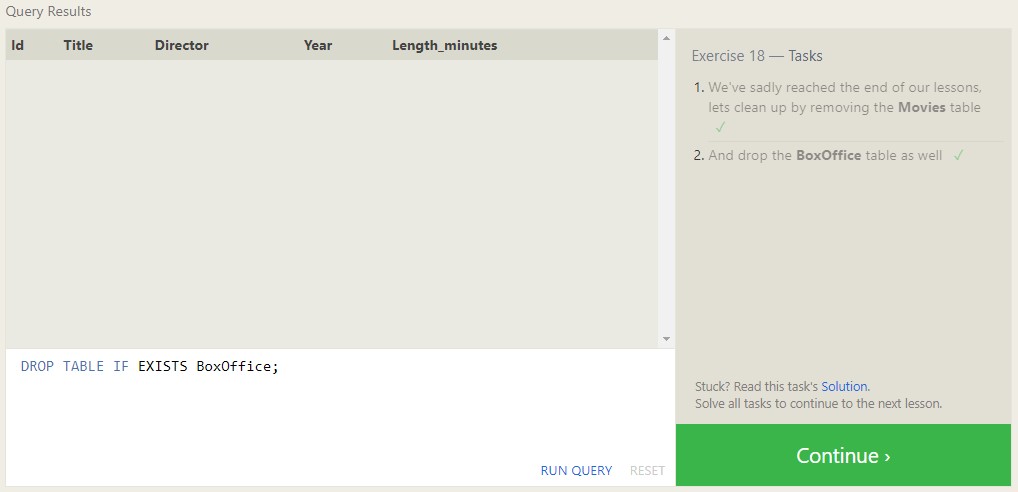 Query Results
Id Title Director Year Length_minutes
DROP TABLE IF EXISTS BoxOffice;
RUN QUERY RESET
Exercise 18 — Tasks
1. We've sadly reached the end of our lessons,
lets clean up by removing the Movies table
✓
2. And drop the BoxOffice table as well ✓
Stuck? Read this task's Solution.
Solve all tasks to continue to the next lesson.
Continue ›